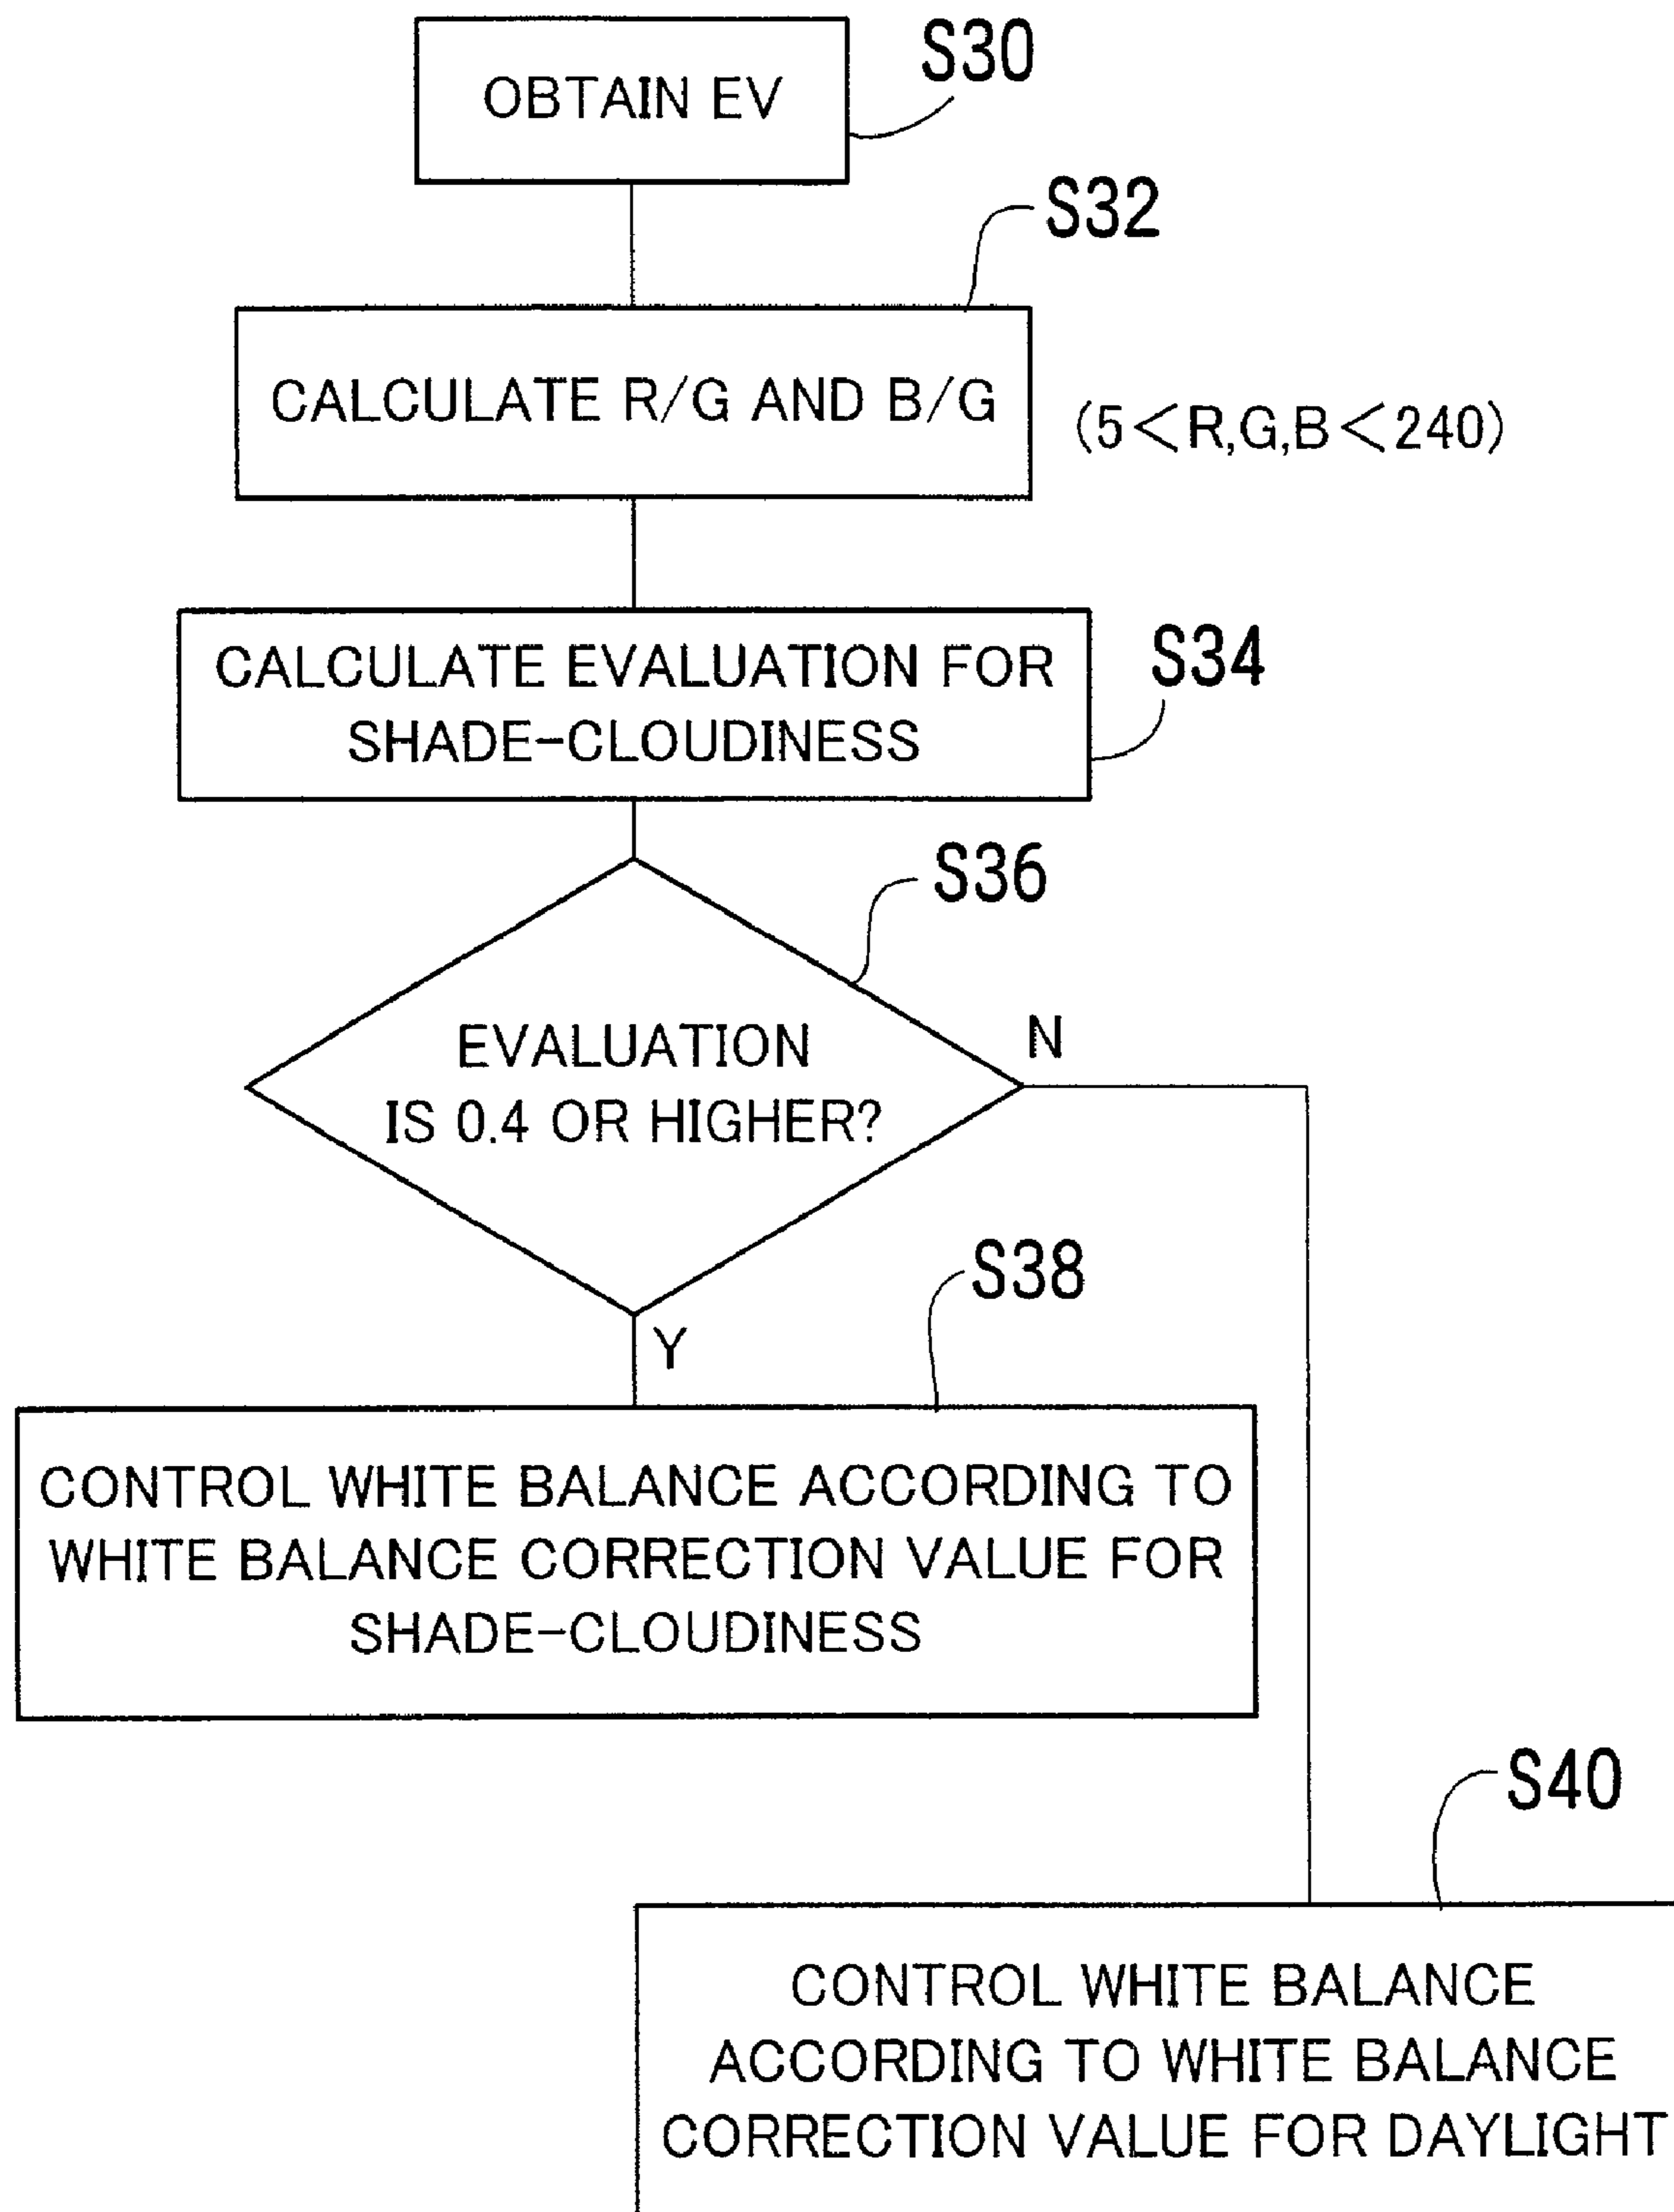 OBTAIN EV
S30
S32
CALCULATE R/G AND B/G
(5<R,G,B<240)
CALCULATE EVALUATION FOR
SHADE-CLOUDINESS
S34
S36
EVALUATION
IS 0.4 OR HIGHER?
N
Y
S38
CONTROL WHITE BALANCE ACCORDING TO
WHITE BALANCE CORRECTION VALUE FOR
SHADE-CLOUDINESS
S40
CONTROL WHITE BALANCE
ACCORDING TO WHITE BALANCE
CORRECTION VALUE FOR DAYLIGHT